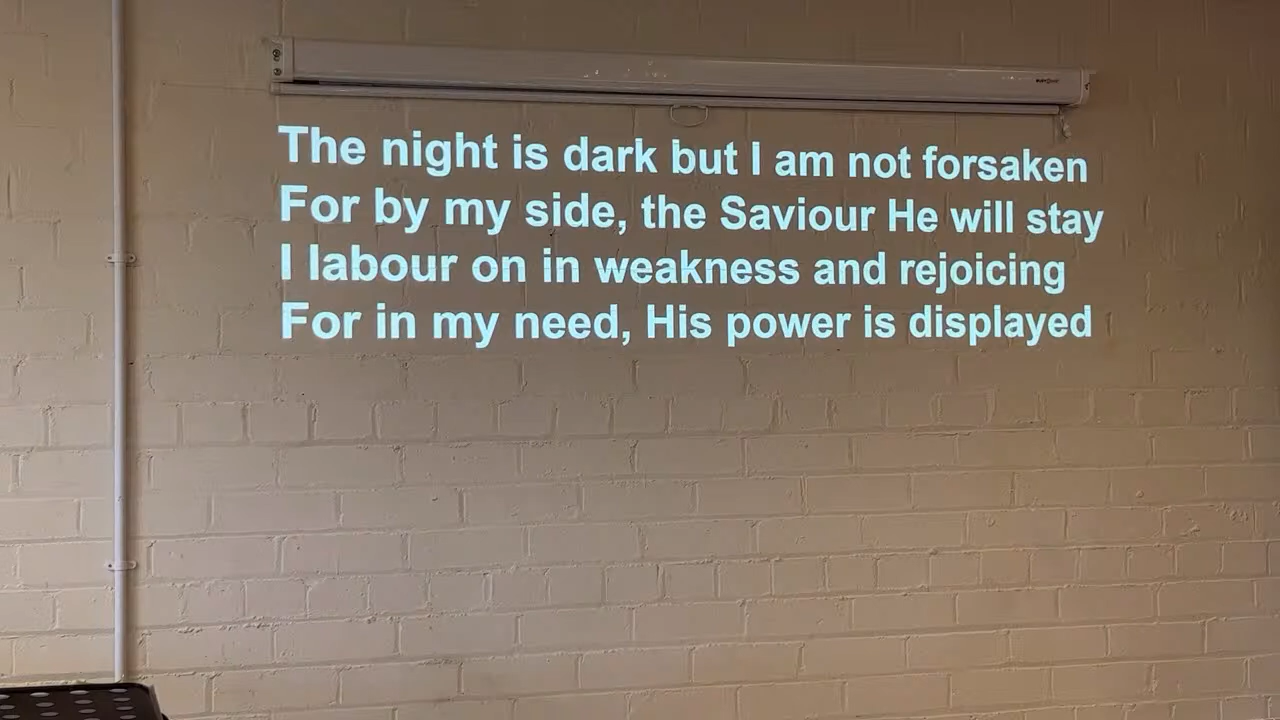 The night is dark but I am not forsaken
For by my side, the Saviour He will stay
I labour on in weakness and rejoicing
For in my need, His power is displayed